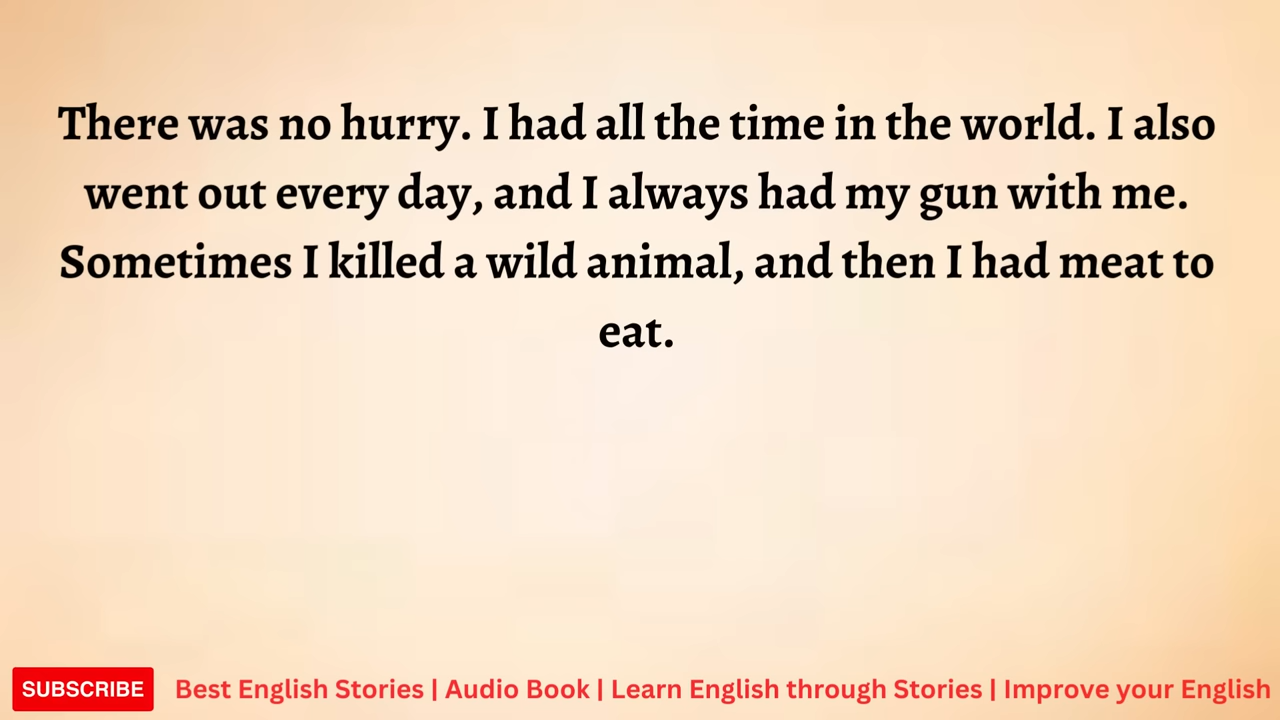 There was no hurry. I had all the time in the world. I also
went out every day, and I always had my gun with me.
Sometimes I killed a wild animal, and then I had meat to
eat.
SUBSCRIBE
Best English Stories | Audio Book | Learn English through Stories | Improve your English